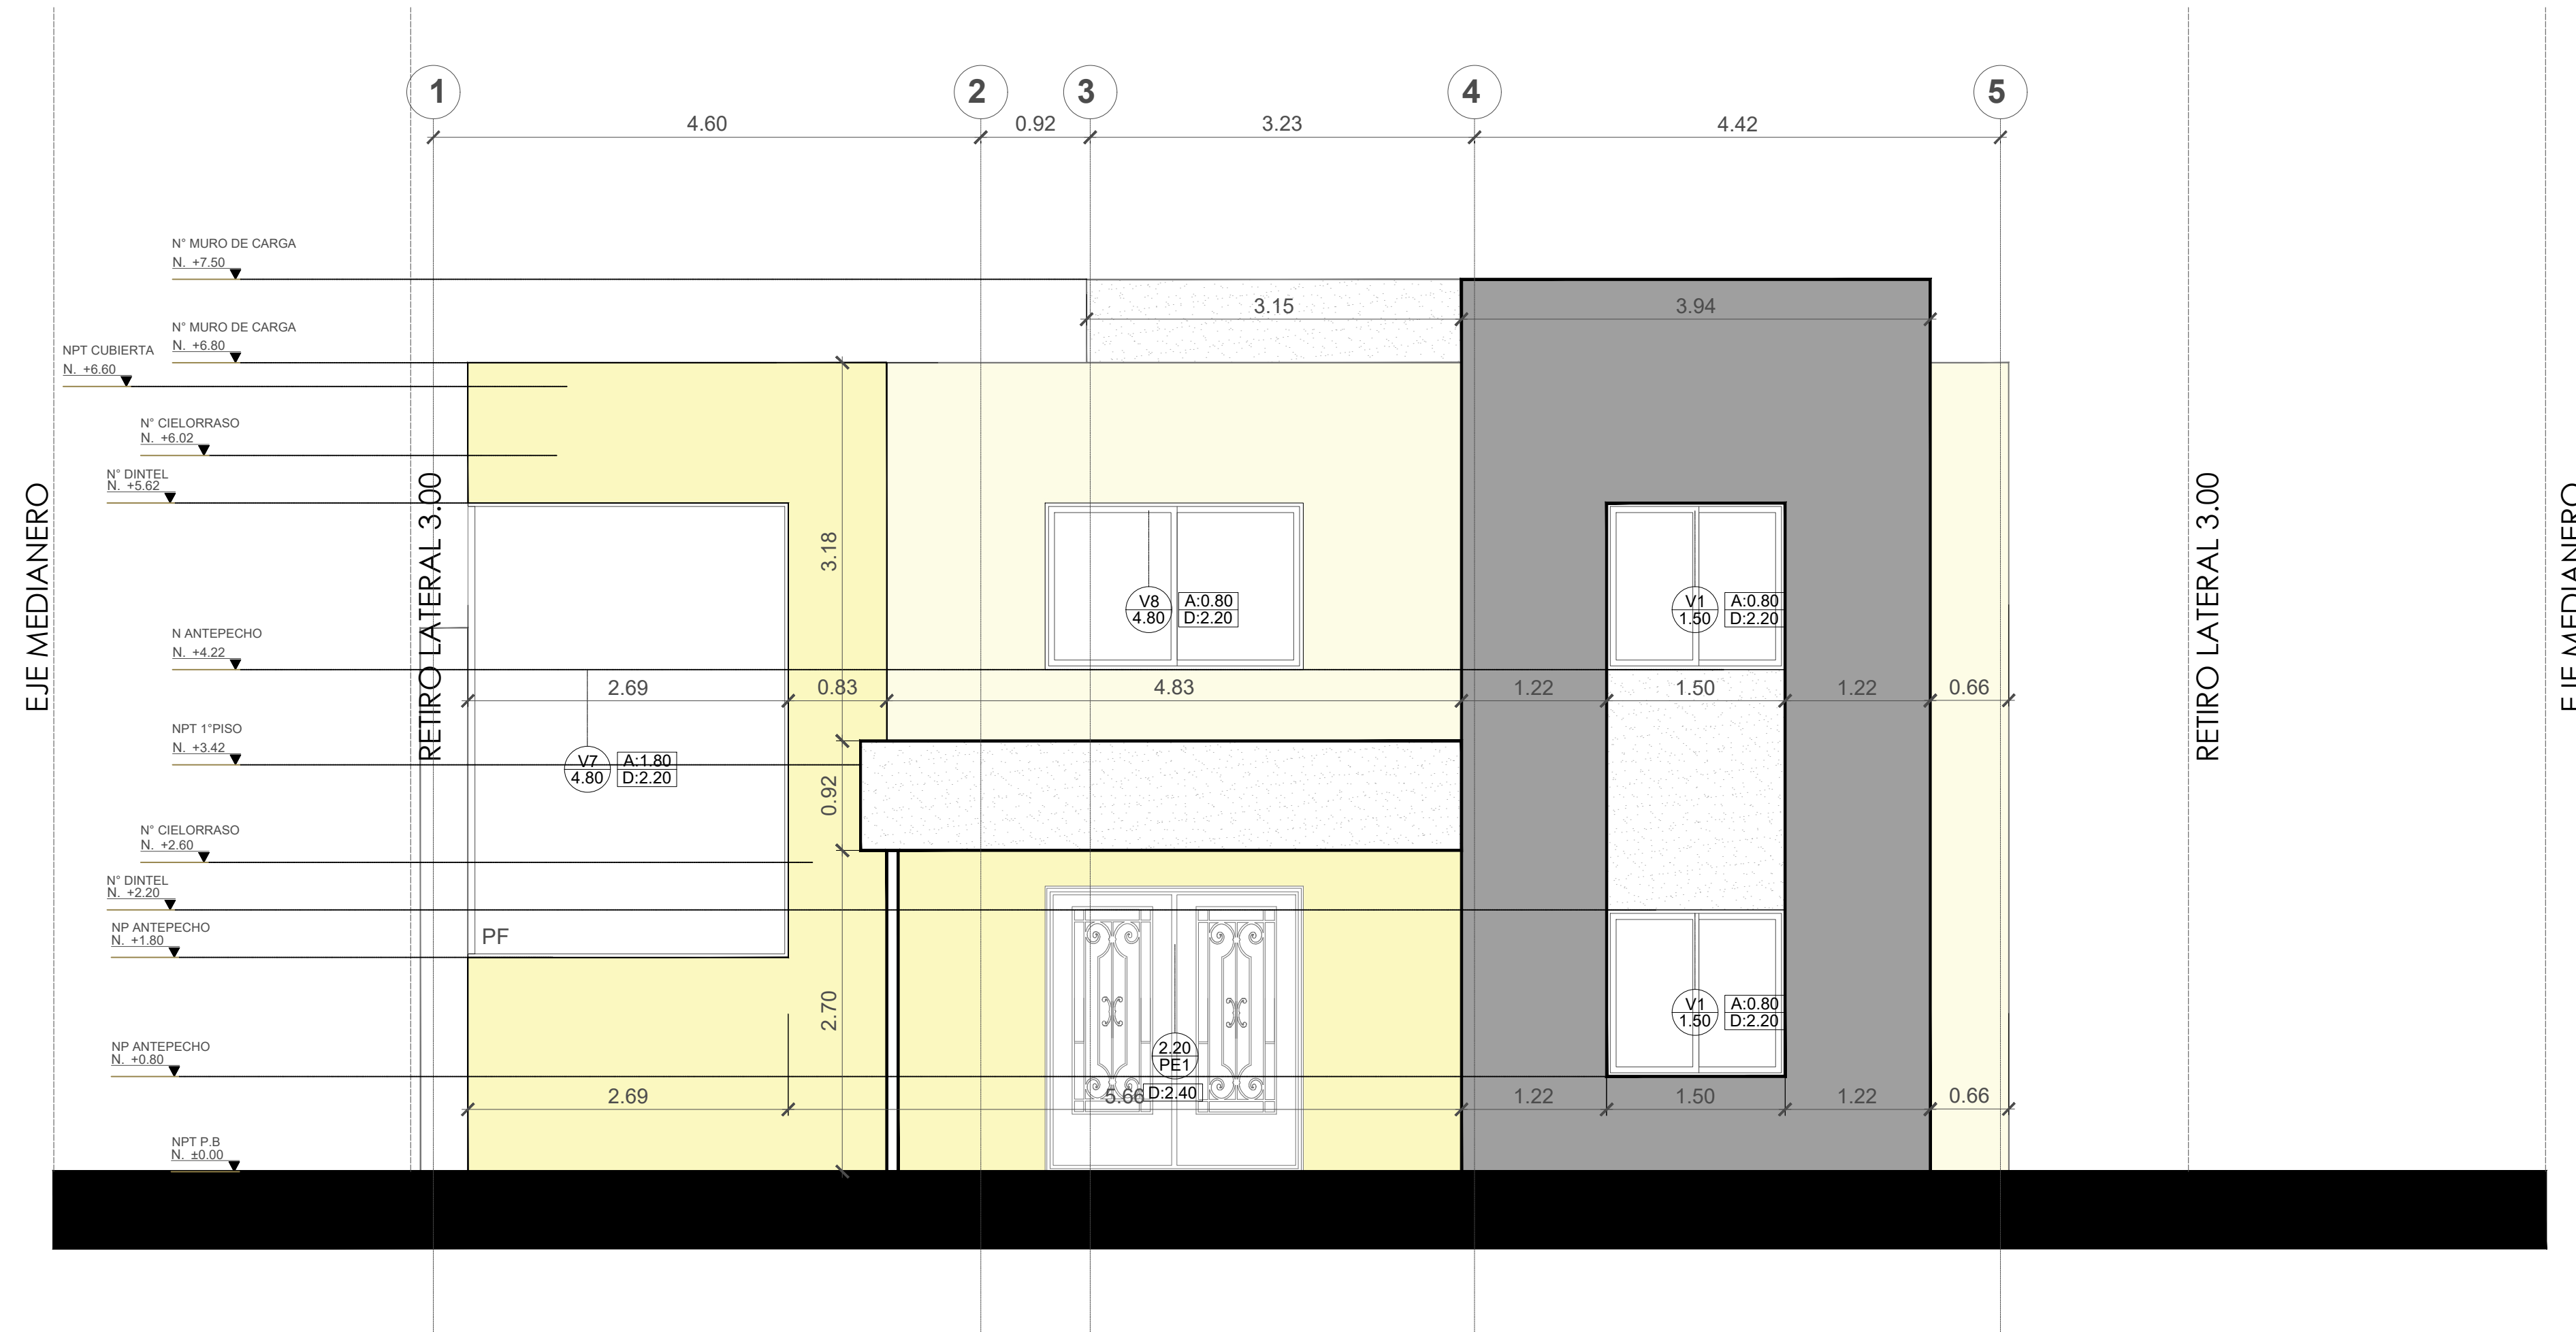 1
2
3
4
5
4.60
0.92
3.23
4.42
N° MURO DE CARGA
N. +7.50
3.15
3.94
N° MURO DE CARGA
N. +6.80
NPT CUBIERTA
N. +6.60
N° CIELORRASO
N. +6.02
N° DINTEL
N. +5.62
EJE MEDIANERO
RETIRO LATERAL 3.00
3.18
V8
4.80
A:0.80
D:2.20
V1
1.50
A:0.80
D:2.20
RETIRO LATERAL 3.00
EJE MEDIANERO
N ANTEPECHO
N. +4.22
2.69
0.83
4.83
1.22
1.50
1.22
0.66
NPT 1°PISO
N. +3.42
V7
4.80
A:1.80
D:2.20
0.92
N° CIELORRASO
N. +2.60
N° DINTEL
N. +2.20
NP ANTEPECHO
N. +1.80
PF
2.70
V1
1.50
A:0.80
D:2.20
NP ANTEPECHO
N. +0.80
2.20
PE1
D:2.40
2.69
5.66
1.22
1.50
1.22
0.66
NPT P.B
N. ±0.00